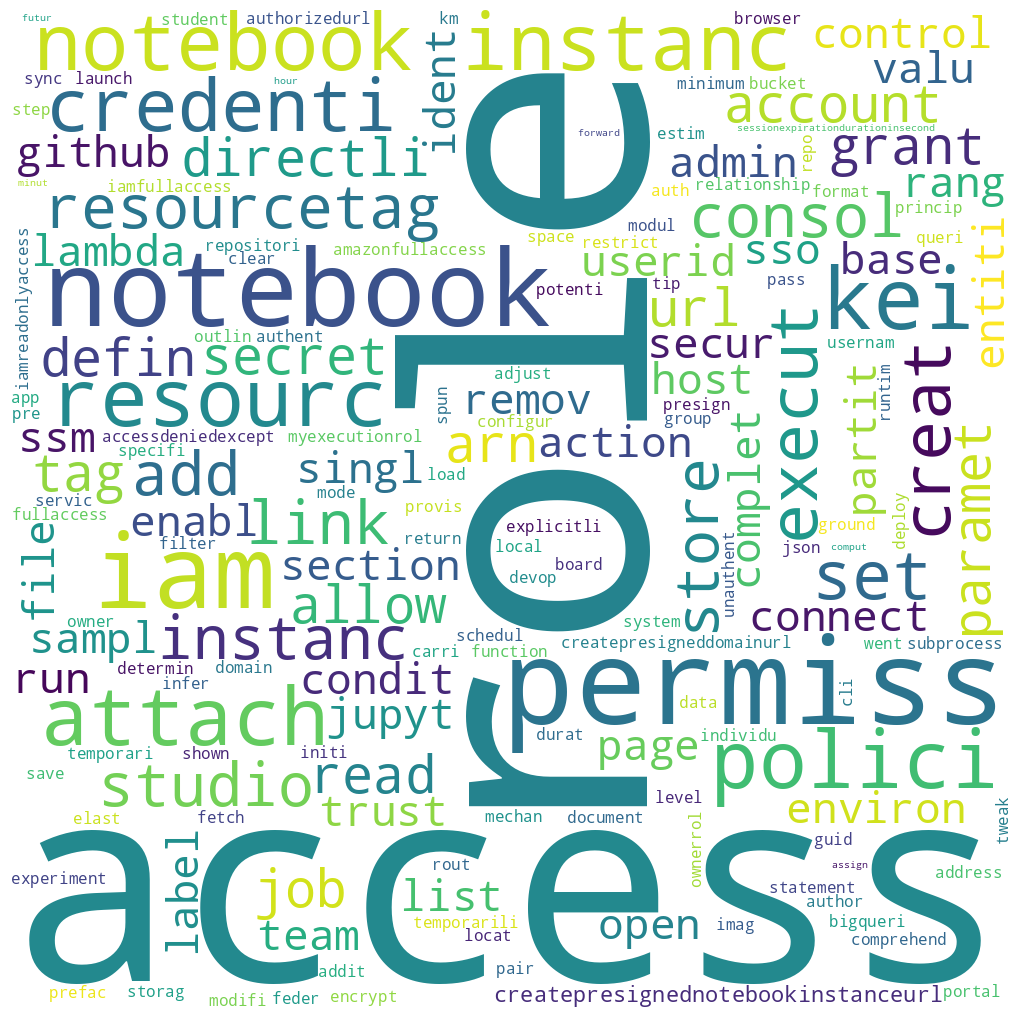 futur
student
authorizedurl
km
browser
notebook instanc
control
sync
launch
hour
ident
valu
step
credenti
minimum
bucket
account
sessionexpirationdurationinsecond
github
directli
forward
estim
admin
repo
grant
minut
iamfullaccess
auth
relationship
format
rang
resourcetag
consol
princip
lambda
repositori
clear
amazonfullaccess
space
restrict
modul
sso
queri
entiti
iamreadonlyaccess
notebook
potenti
userid
tip
pass
base
role
url
kei
outlin
authent
defin
secret
secur
execut
usernam
creat
app
pre
resourc
adjust
spun
remov
host
presign
group
partit
runtim
ssm
accessdeniedexcept
myexecutionrol
configur
specifi
arn
action
tag
add
singl
load
store
complet
paramet
servic
mode
provis
fullaccess
enabl
link
return
explicitli
local
board
devop
ground
deploy
filter
json
comput
file
iam
section
unauthent
set
allow
owner
system
connect
sampl
instanc
schedul
createpresigneddomainurl
went
subprocess
carri
function
run
determin
domain
infer
condit
permiss
cli
attach
jupyt
data
temporari
shown
initi
durat
page
individu
polici
save
studio
read
level
trust
environ
elast
fetch
mechan
document
tweak
label
ownerrol
guid
access
rout
assign
experiment
job
list
statement
address
author
temporarili
open
imag
bigqueri
team
locat
comprehend
addit
pair
prefac
storag
modifi
feder
encrypt
createpresignednotebookinstanceurl
portal